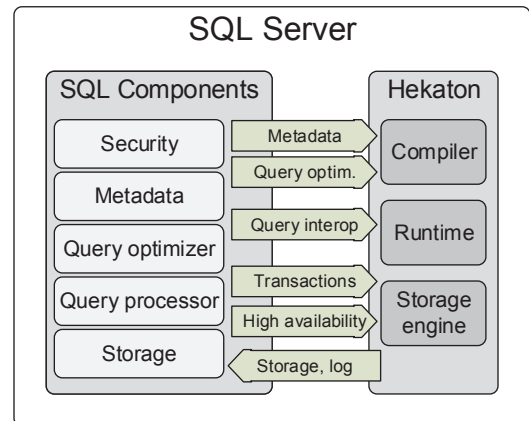 SQL Server
SQL Components
Security
Metadata
Query optimizer
Query processor
Storage
Metadata
Query optim.
Query interop
Transactions
High availability
Storage, log
Hekaton
Compiler
Runtime
Storage
engine